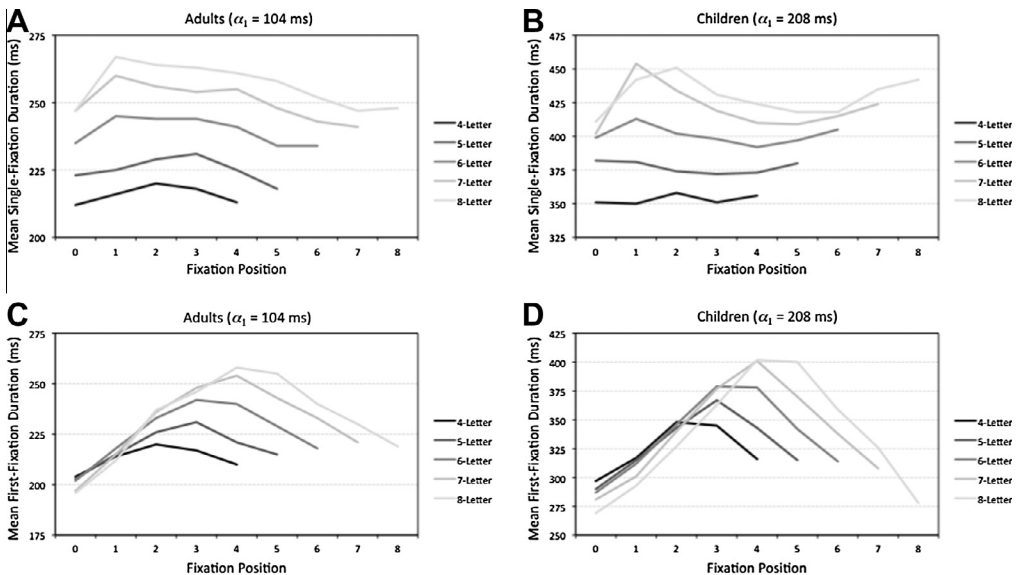 A
Adults (α1 = 104 ms)
Mean Single-Fixation Duration (ms)
275
250
225
200
0 1 2 3 4 5 6 7 8
Fixation Position
4-Letter
5-Letter
6-Letter
7-Letter
8-Letter
B
Children (α1 = 208 ms)
Mean Single-Fixation Duration (ms)
475
450
425
400
375
350
325
0 1 2 3 4 5 6 7 8
Fixation Position
4-Letter
5-Letter
6-Letter
7-Letter
8-Letter
C
Adults (α1 = 104 ms)
Mean First-Fixation Duration (ms)
275
250
225
200
175
0 1 2 3 4 5 6 7 8
Fixation Position
4-Letter
5-Letter
6-Letter
7-Letter
8-Letter
D
Children (α1 = 208 ms)
Mean First-Fixation Duration (ms)
425
400
375
350
325
300
275
250
0 1 2 3 4 5 6 7 8
Fixation Position
4-Letter
5-Letter
6-Letter
7-Letter
8-Letter